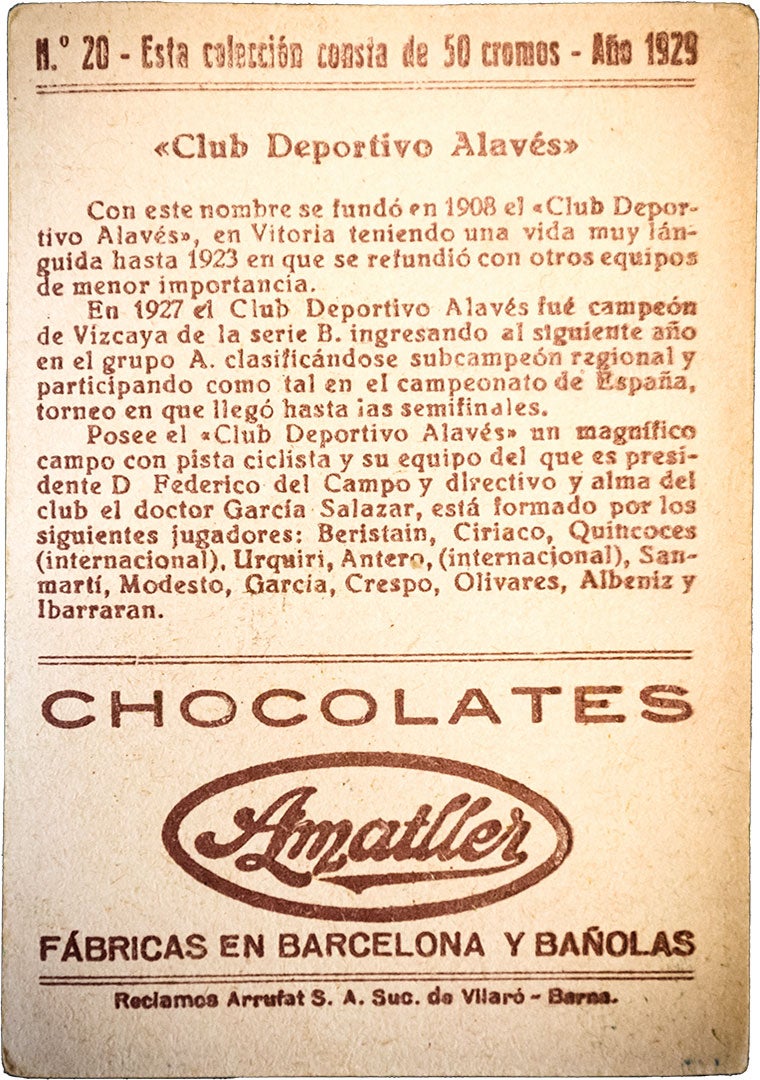 N.º 20 - Esta colección consta de 50 cromos - Año 1929
«Club Deportivo Alavés»
Con este nombre se fundó en 1908 el «Club Depor-
tivo Alavés», en Vitoria teniendo una vida muy lán-
guida hasta 1923 en que se refundió con otros equipos
de menor importancia.
En 1927 el Club Deportivo Alavés fué campeón
de Vizcaya de la serie B. ingresando al siguiente año
en el grupo A. clasificándose subcampeón regional y
participando como tal en el campeonato de España,
torneo en que llegó hasta las semifinales.
Posee el «Club Deportivo Alavés» un magnífico
campo con pista ciclista y su equipo del que es presi-
dente D Federico del Campo y directivo y alma del
club el doctor García Salazar, está formado por los
siguientes jugadores: Beristain, Ciriaco, Quincoces
(internacional), Urquiri, Antero, (internacional), San-
martí, Modesto, García, Crespo, Olivares, Albeniz y
Ibarraran.
CHOCOLATES
Amatller
FÁBRICAS EN BARCELONA Y BAÑOLAS
Reclamos Arrufat S. A. Suc. de Vilaró - Barna.